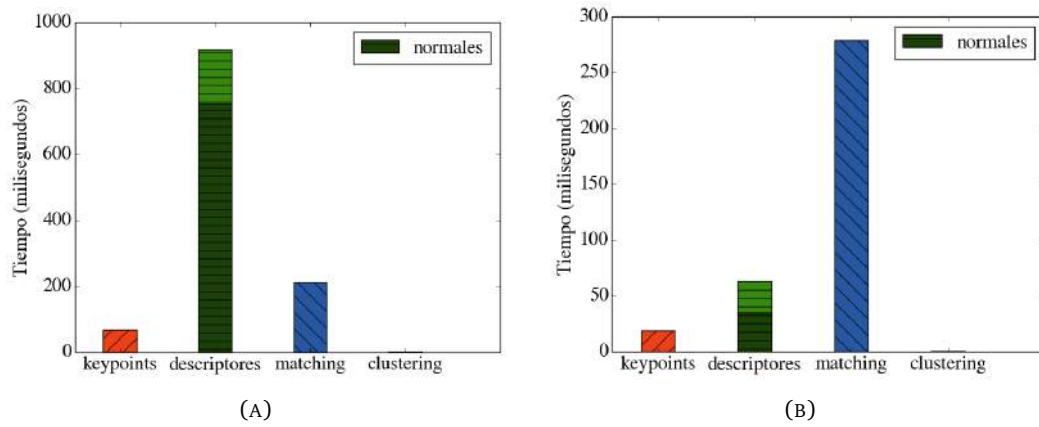 1000
800
600
400
200
0
Tiempo (milisegundos)
normales
keypoints descriptores matching clustering
(A)
300
250
200
150
100
50
0
Tiempo (milisegundos)
normales
keypoints descriptores matching clustering
(B)